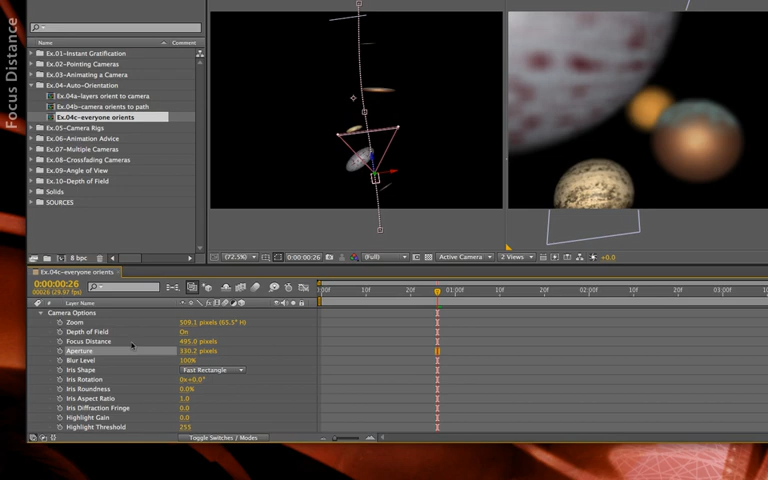 Focus Distance
Name
Comment
Ex.01-Instant Gratification
Ex.02-Pointing Cameras
Ex.03-Animating a Camera
Ex.04-Auto-Orientation
Ex.04a-layers orient to camera
Ex.04b-camera orients to path
Ex.04c-everyone orients
Ex.05-Camera Rigs
Ex.06-Animation Advice
Ex.07-Multiple Cameras
Ex.08-Crossfading Cameras
Ex.09-Angle of View
Ex.10-Depth of Field
Solids
SOURCES
8 bpc
(72.5%)
0:00:00:26
(Full)
Active Camera
2 Views
+0.0
Ex.04c-everyone orients
0:00:00:26
00026 (29.97 fps)
:00f
10f
20f
01:00f
10f
20f
02:00f
10f
20f
03:0
#
Layer Name
Camera Options
Zoom
509.1 pixels (65.5° H)
Depth of Field
On
Focus Distance
495.0 pixels
Aperture
330.2 pixels
Blur Level
100%
Iris Shape
Fast Rectangle
Iris Rotation
0x+0.0°
Iris Roundness
0.0%
Iris Aspect Ratio
1.0
Iris Diffraction Fringe
0.0
Highlight Gain
0.0
Highlight Threshold
255
Toggle Switches / Modes